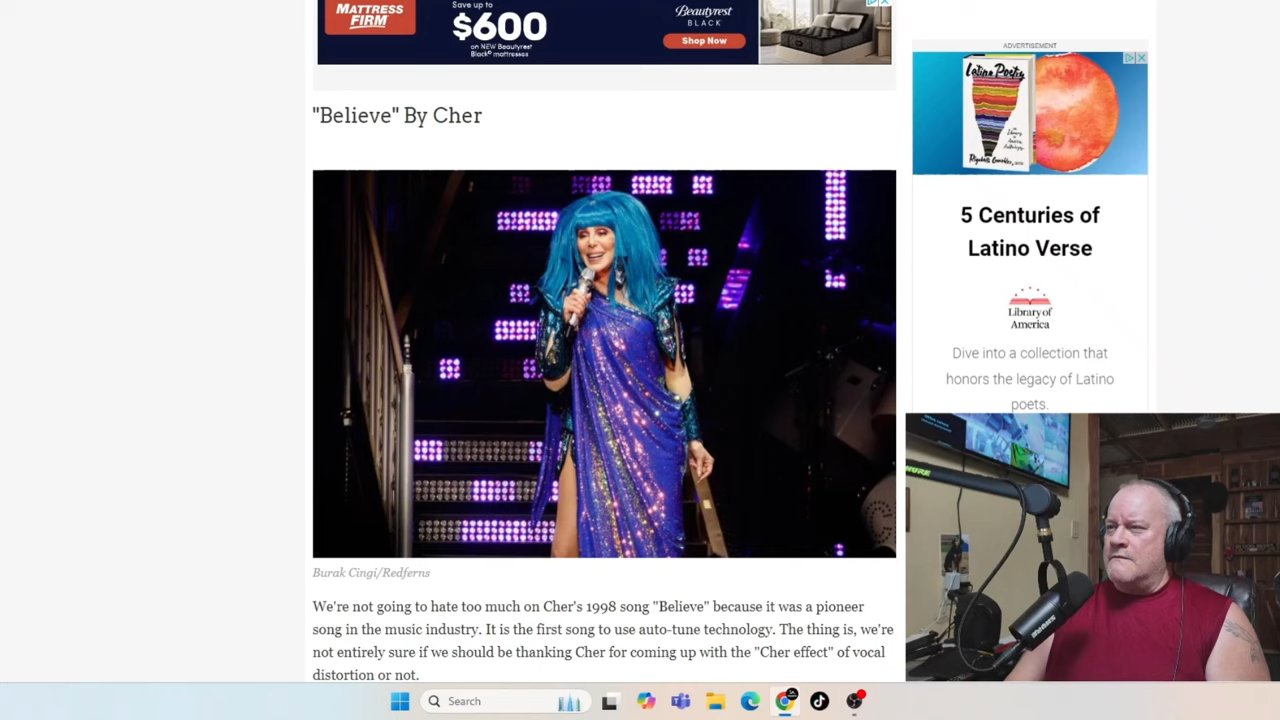 MATTRESS
FIRM
Save up to
$600
on NEW Beautyrest
Black® mattresses
Beautyrest
BLACK
Shop Now
ADVERTISEMENT
"Believe" By Cher
Latino Poetry
5 Centuries of
Latino Verse
Library of
America
Dive into a collection that
honors the legacy of Latino
poets.
SHURE
SHURE
Burak Cingi/Redferns
We're not going to hate too much on Cher's 1998 song "Believe" because it was a pioneer
song in the music industry. It is the first song to use auto-tune technology. The thing is, we're
not entirely sure if we should be thanking Cher for coming up with the "Cher effect" of vocal
distortion or not.
Search